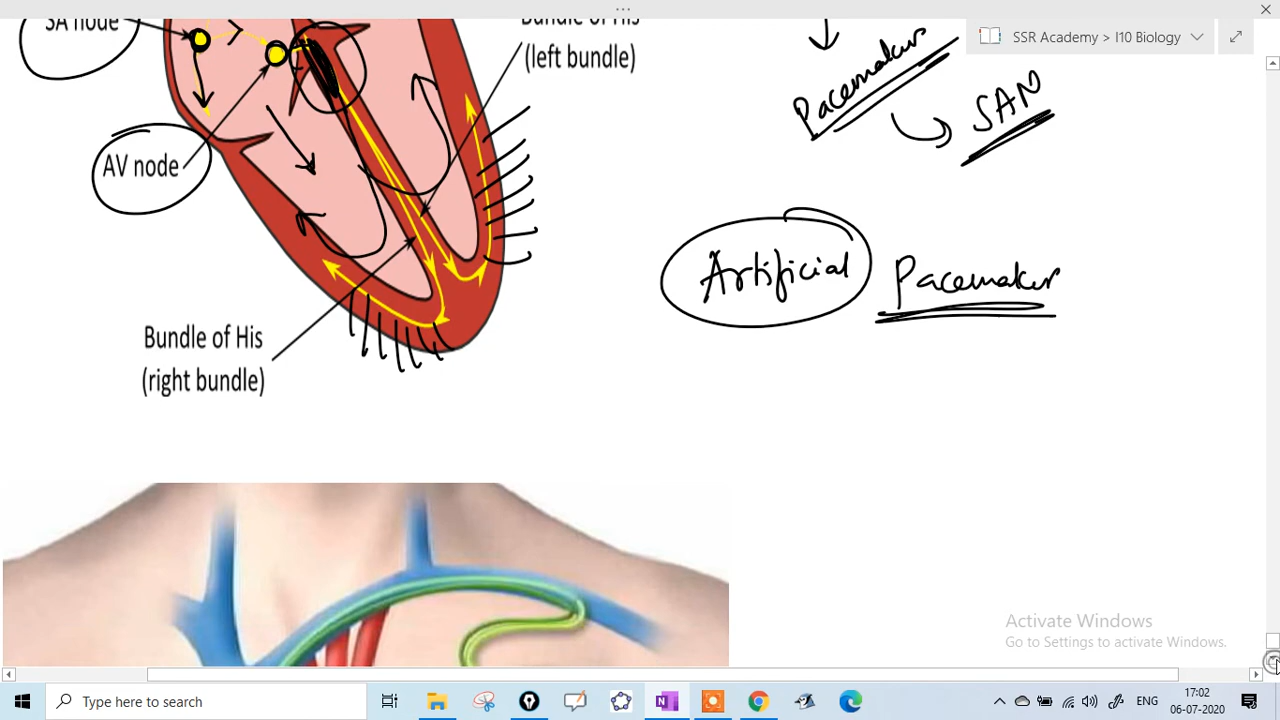 SA node
Bundle of His
(left bundle)
AV node
Bundle of His
(right bundle)
Pacemaker
SAN
Artificial Pacemaker
SSR Academy > I10 Biology
Activate Windows
Go to Settings to activate Windows.
Type here to search
ENG
17:02
06-07-2020